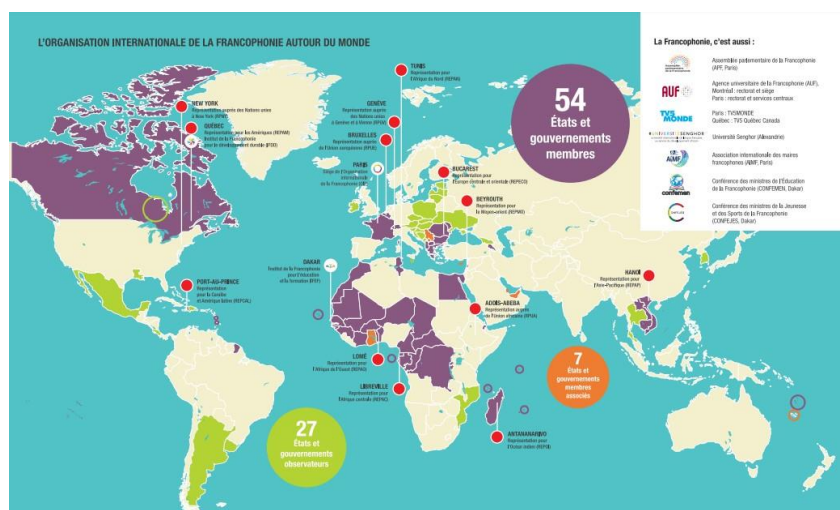 L'ORGANISATION INTERNATIONALE DE LA FRANCOPHONIE AUTOUR DU MONDE
TUNIS
Représentation pour
l'Afrique du Nord (REPAN)
NEW YORK
Représentation auprès des Nations unies
à New York (RPNY)
QUÉBEC
Représentation pour les Amériques (REPAM)
Institut de la Francophonie
pour le développement durable (IFDD)
GENÈVE
Représentation auprès
des Nations unies
à Genève et à Vienne (RPGV)
BRUXELLES
Représentation auprès
de l'Union européenne (RPUE)
PARIS
Siège de l'Organisation
internationale
de la Francophonie
BUCAREST
Représentation pour
l'Europe centrale et orientale (REPECO)
BEYROUTH
Représentation pour
le Moyen-orient (REPMO)
54
États et
gouvernements
membres
DAKAR
Institut de la Francophonie
pour l'éducation
et la formation (IFEF)
PORT-AU-PRINCE
Représentation
pour la Caraïbe
et Amérique latine (REPCAL)
HANOÏ
Représentation pour
l'Asie-Pacifique (REPAP)
ADDIS-ABEBA
Représentation auprès
de l'Union africaine (RPUA)
LOMÉ
Représentation pour
l'Afrique de l'Ouest (REPAO)
LIBREVILLE
Représentation pour
l'Afrique centrale (REPAC)
ANTANANARIVO
Représentation pour
l'Océan indien (REPOI)
7
États et
gouvernements
membres
associés
27
États et
gouvernements
observateurs
La Francophonie, c'est aussi :
Assemblée parlementaire de la Francophonie
(APF, Paris)
AUF
Agence universitaire de la Francophonie (AUF),
Montréal : rectorat et siège
Paris : rectorat et services centraux
TV5
MONDE
Paris : TV5MONDE
Québec : TV5 Québec Canada
UNIVERSITÉ SENGHOR
Université Senghor (Alexandrie)
AIMF
Association internationale des maires
francophones (AIMF, Paris)
confemen
Conférence des ministres de l'Éducation
de la Francophonie (CONFEMEN, Dakar)
Conférence des ministres de la Jeunesse
et des Sports de la Francophonie
(CONFEJES, Dakar)